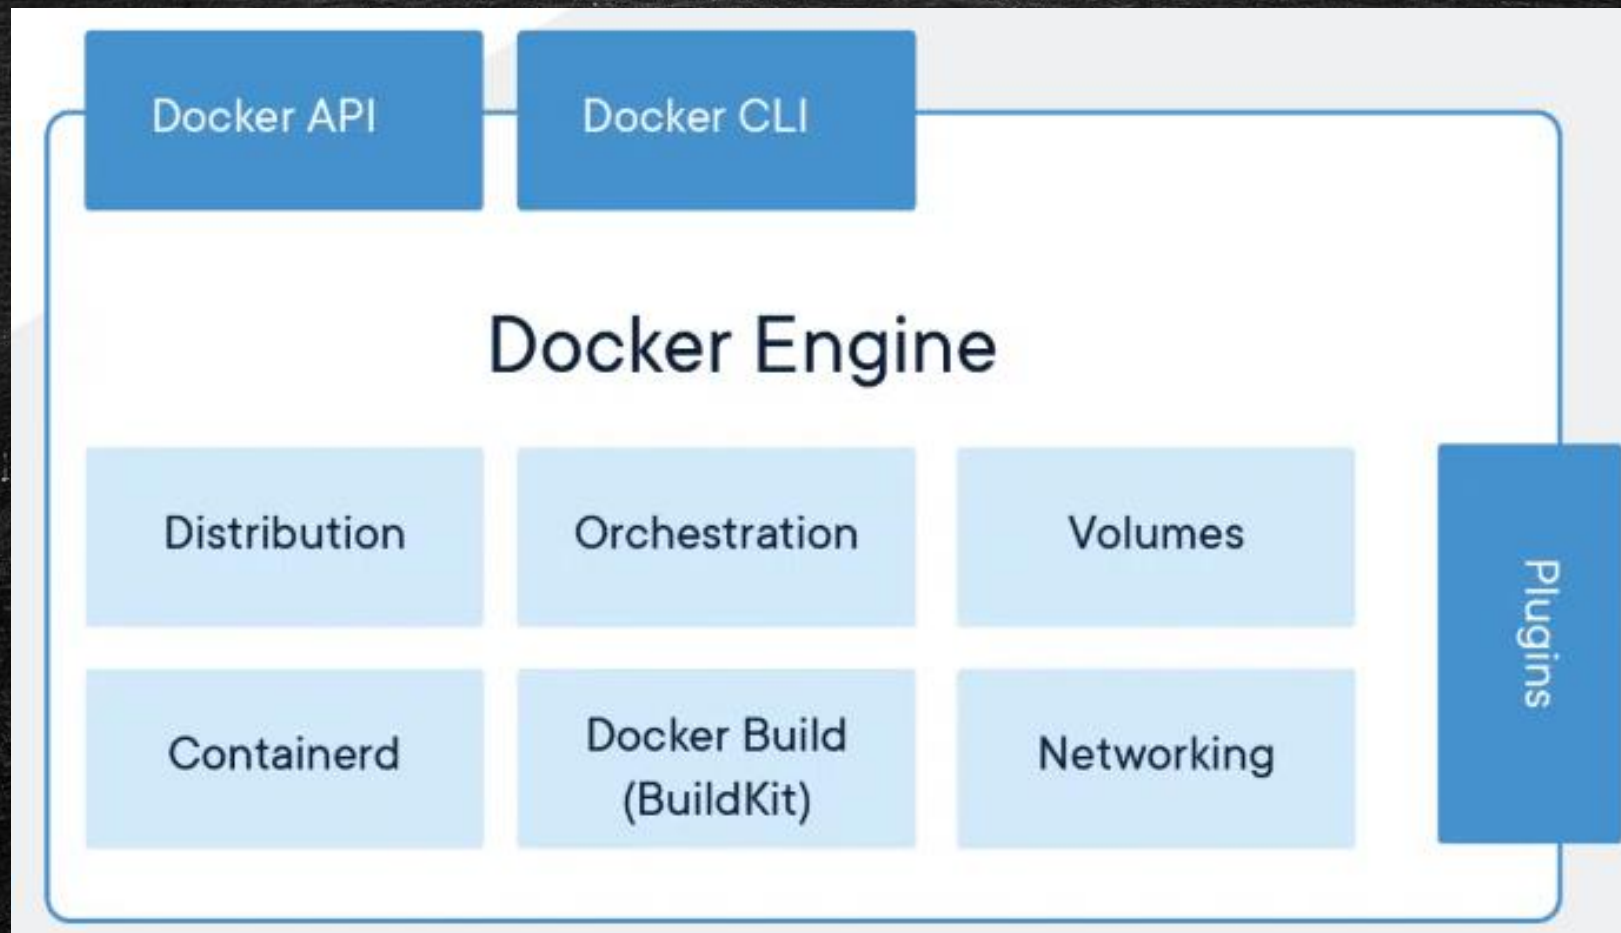 Docker API
Docker CLI
Docker Engine
Distribution
Orchestration
Volumes
Containerd
Docker Build
(BuildKit)
Networking
Plugins